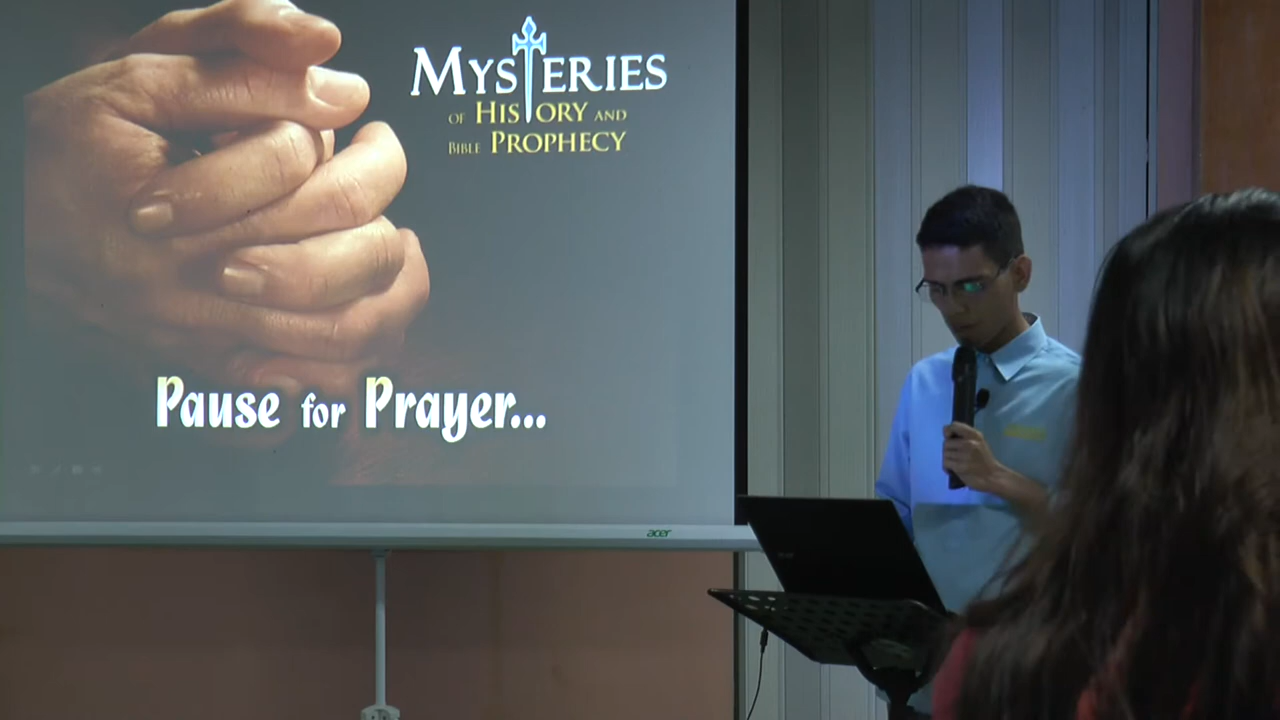 MYSTERIES
OF HISTORY AND
BIBLE PROPHECY
Pause for Prayer...
acer